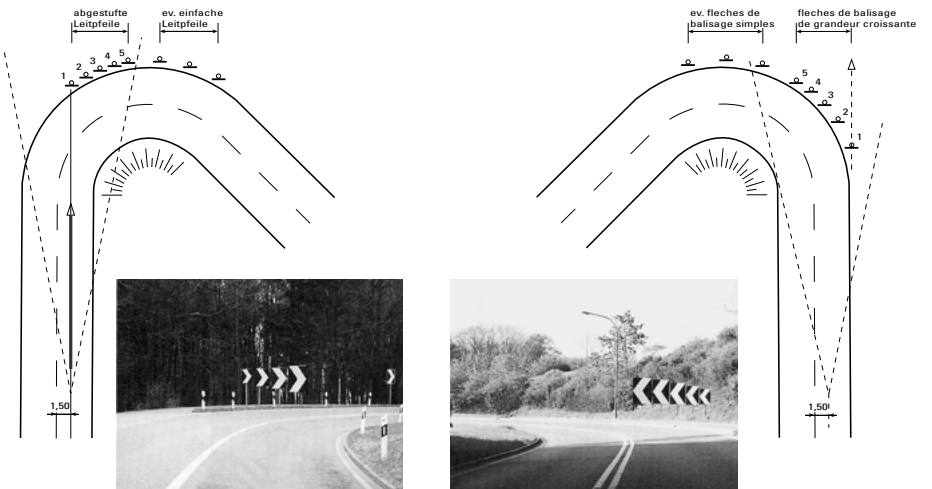 abgestufte
Leitpfeile
ev. einfache
Leitpfeile
1
2
3
4
5
1,50
ev. fleches de
balisage simples
fleches de balisage
de grandeur croissante
5
4
3
2
1
1,50